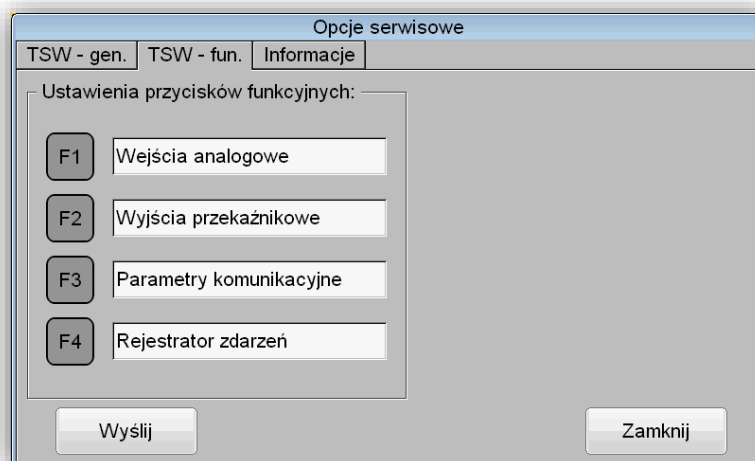 Opcje serwisowe
TSW - gen. TSW - fun. Informacje
Ustawienia przycisków funkcyjnych:
F1 Wejścia analogowe
F2 Wyjścia przekaźnikowe
F3 Parametry komunikacyjne
F4 Rejestrator zdarzeń
Wyślij Zamknij